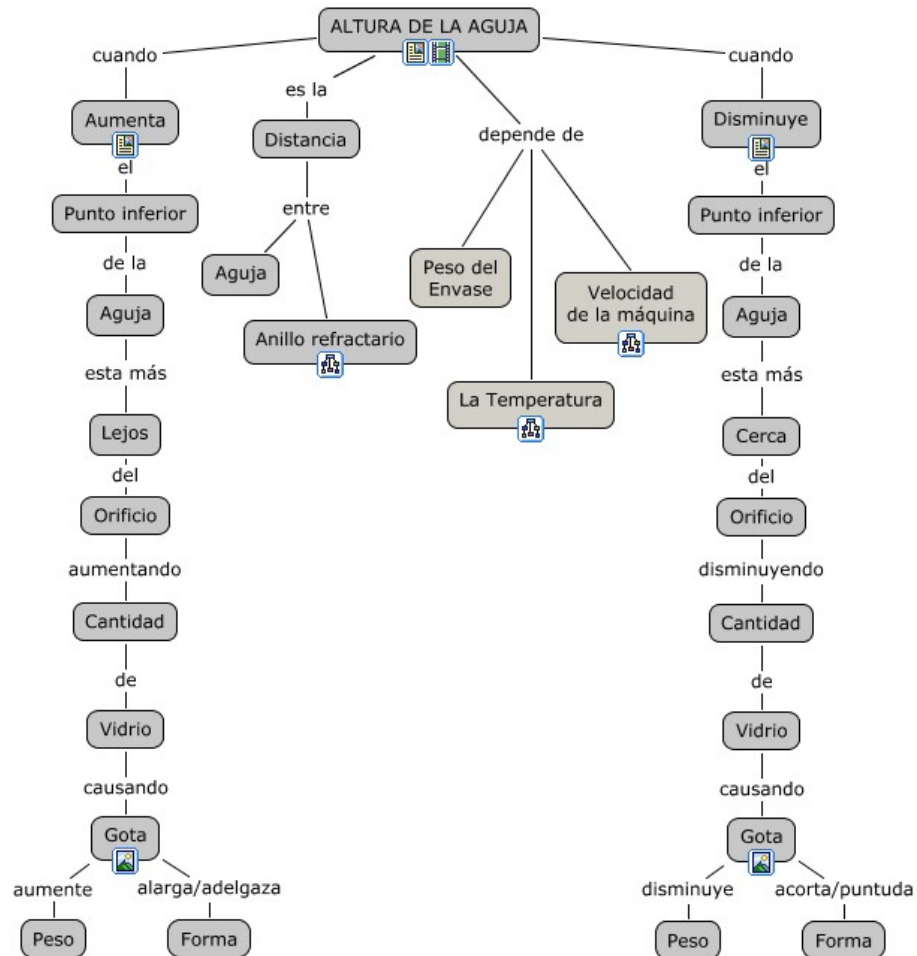 ALTURA DE LA AGUJA
cuando
Aumenta
el
Punto inferior
de la
Aguja
esta más
Lejos
del
Orificio
aumentando
Cantidad
de
Vidrio
causando
Gota
aumente
Peso
alarga/adelgaza
Forma
es la
Distancia
entre
Aguja
Anillo refractario
depende de
Peso del
Envase
La Temperatura
Velocidad
de la máquina
cuando
Disminuye
el
Punto inferior
de la
Aguja
esta más
Cerca
del
Orificio
disminuyendo
Cantidad
de
Vidrio
causando
Gota
disminuye
Peso
acorta/puntuda
Forma